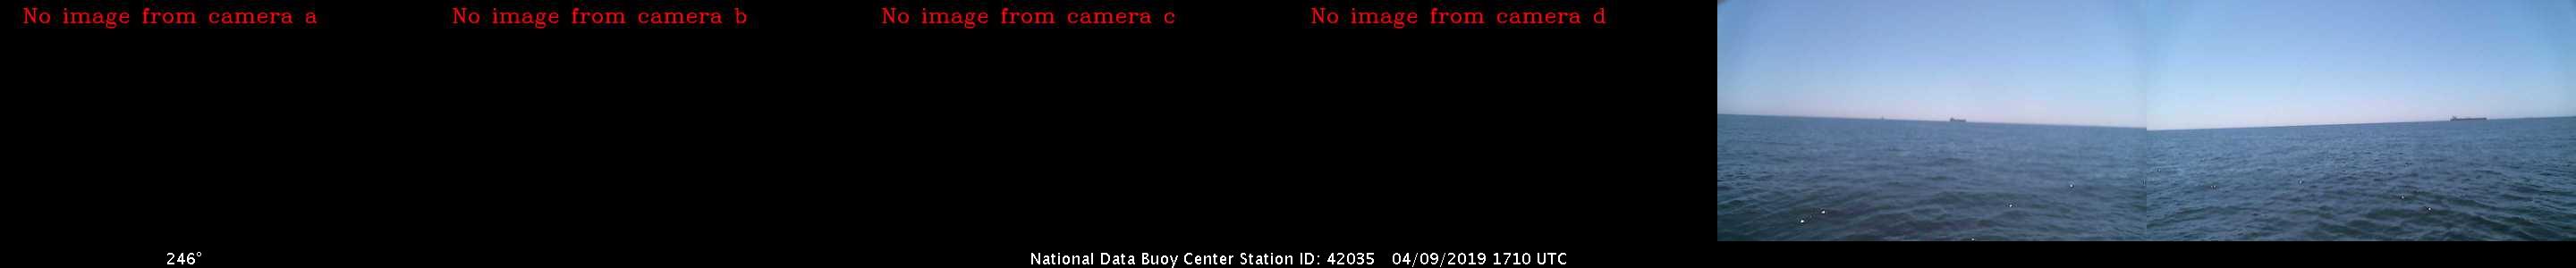 No image from camera a
No image from camera b
No image from camera c
No image from camera d
246°
National Data Buoy Center Station ID: 42035 04/09/2019 1710 UTC